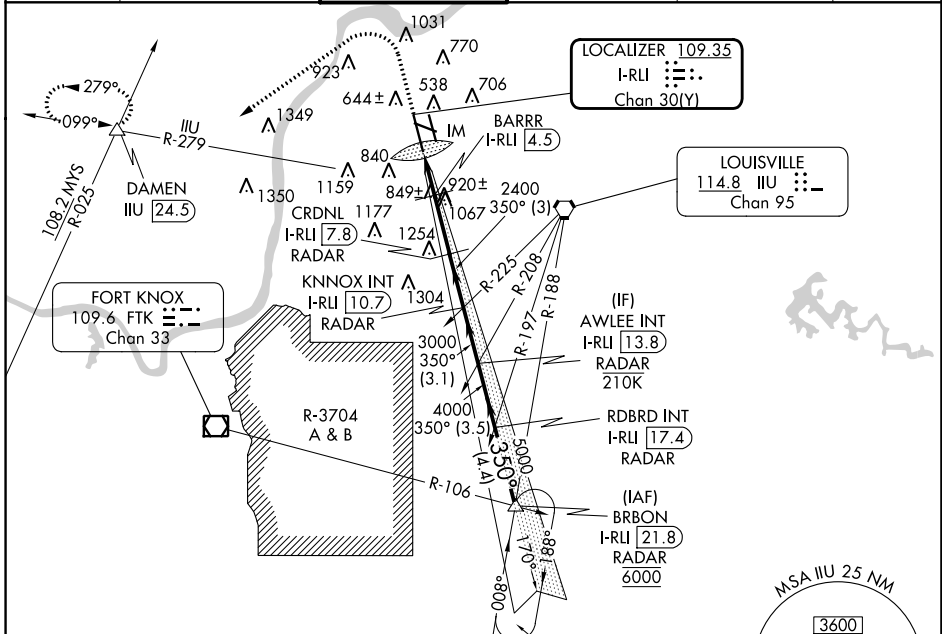 1031
770
923
644 ±
538
706
1349
IM
LOCALIZER 109.35
I-RLI
Chan 30(Y)
BARRR
I-RLI 4.5
279°
099°
IIU
R-279
DAMEN
IIU 24.5
108.2 MYS
R-025
1350
1159
840
849±
920±
1067
2400
350° (3)
LOUISVILLE
114.8 IIU
Chan 95
CRDNL
I-RLI 7.8
RADAR
1177
1254
KNNOX INT
I-RLI 10.7
RADAR
1304
R-225
R-208
R-197
R-188
FORT KNOX
109.6 FTK
Chan 33
3000
350°
(3.1)
(IF)
AWLEE INT
I-RLI 13.8
RADAR
210K
R-3704
A & B
4000
350° (3.5)
RDBRD INT
I-RLI 17.4
RADAR
350°
5000
(4.4)
R-106
(IAF)
BRBON
I-RLI 21.8
RADAR
6000
170°
188°
008°
MSA IIU 25 NM
3600